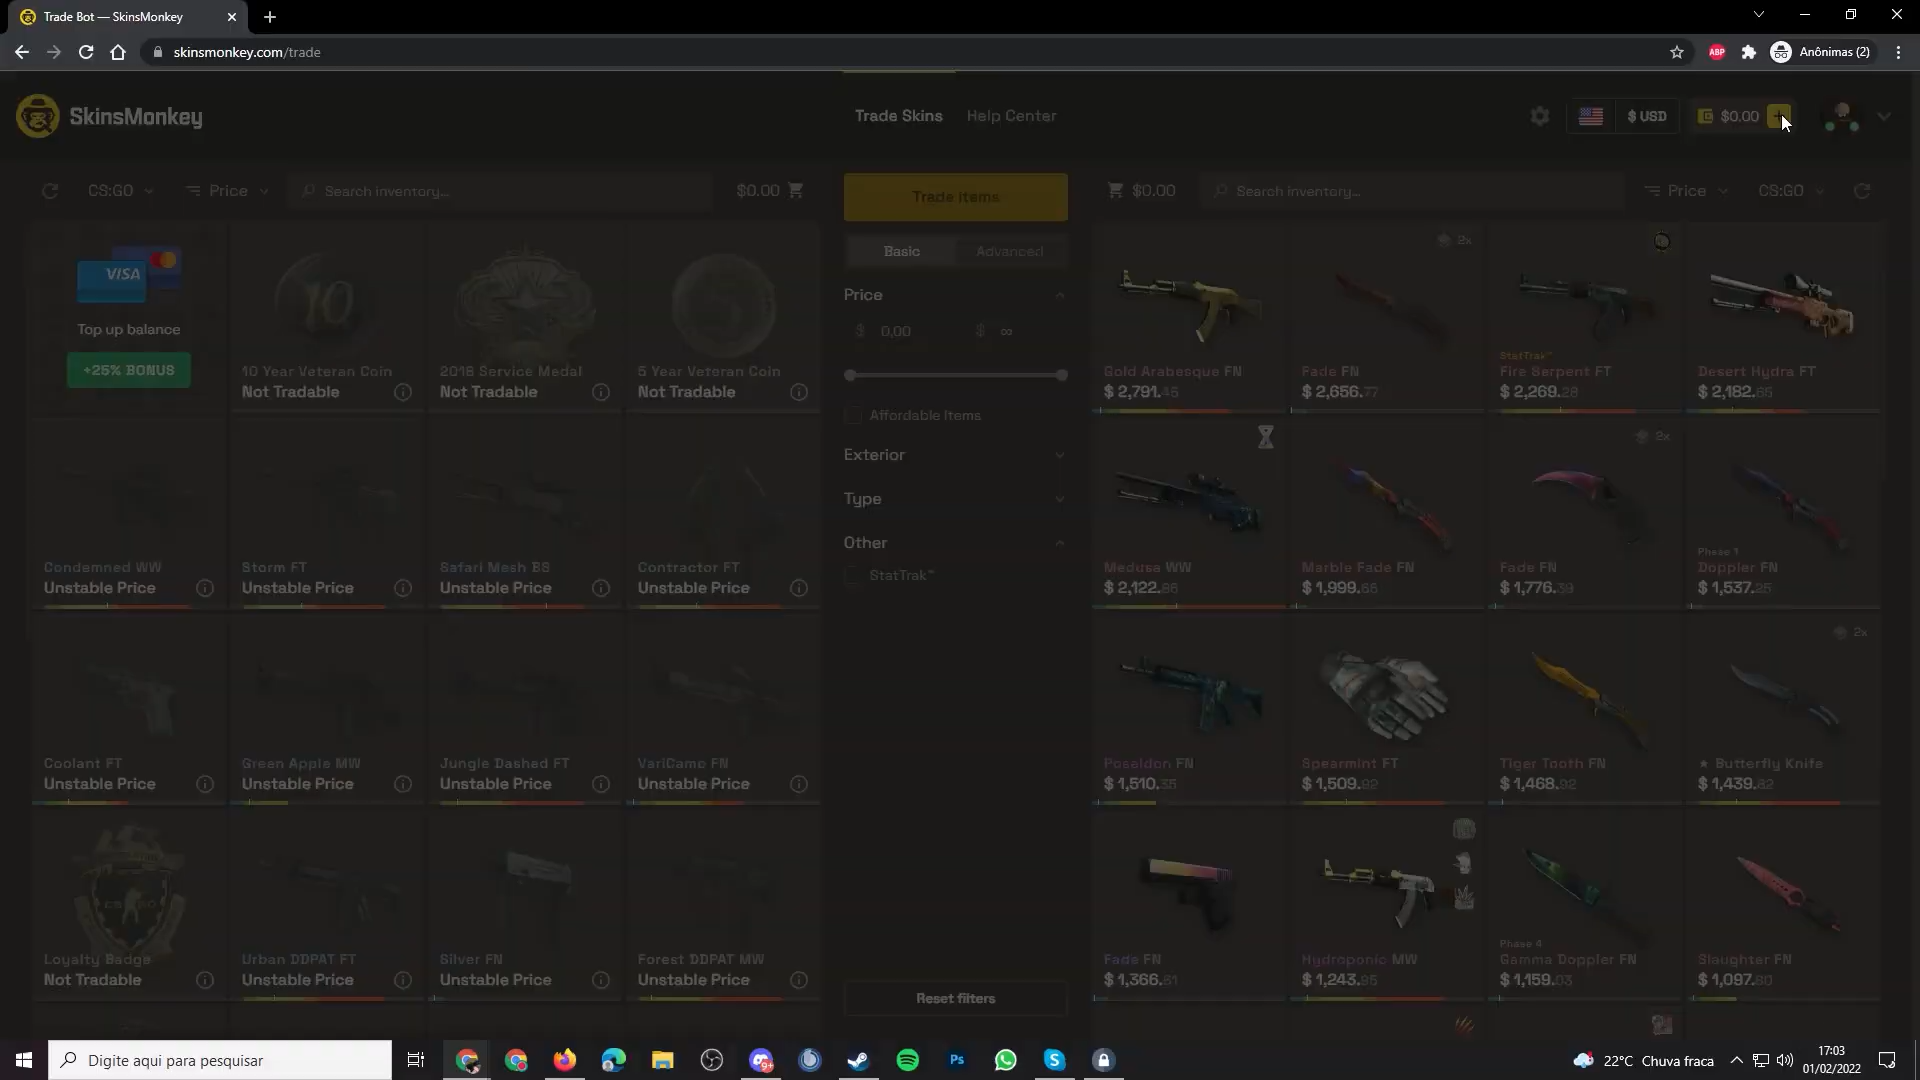 Trade Bot — SkinsMonkey
skinsmonkey.com/trade
ABP
Anônimas (2)
SkinsMonkey
Trade Skins
Help Center
$ USD
$0.00
CS:GO
Price
Search inventory...
$0.00
Trade items
$0.00
Search inventory...
Price
CS:GO
VISA
Top up balance
+25% BONUS
10
10 Year Veteran Coin
Not Tradable
2018 Service Medal
Not Tradable
5
5 Year Veteran Coin
Not Tradable
Basic
Advanced
Price
$ 0,00
$ ∞
Affordable Items
Exterior
Type
Other
StatTrak™
Reset filters
Gold Arabesque FN
$ 2,791.45
2x
Fade FN
$ 2,656.77
StatTrak™
Fire Serpent FT
$ 2,269.28
Desert Hydra FT
$ 2,182.65
Condemned WW
Unstable Price
Storm FT
Unstable Price
Safari Mesh BS
Unstable Price
Contractor FT
Unstable Price
Medusa WW
$ 2,122.86
Marble Fade FN
$ 1,999.66
2x
Fade FN
$ 1,776.39
Phase 1
Doppler FN
$ 1,537.25
Coolant FT
Unstable Price
Green Apple MW
Unstable Price
Jungle Dashed FT
Unstable Price
VariCamo FN
Unstable Price
Poseidon FN
$ 1,510.35
Spearmint FT
$ 1,509.92
Tiger Tooth FN
$ 1,468.92
2x
★ Butterfly Knife
$ 1,439.82
CS GO
Loyalty Badge
Not Tradable
Urban DDPAT FT
Unstable Price
Silver FN
Unstable Price
Forest DDPAT MW
Unstable Price
Fade FN
$ 1,366.61
Hydroponic MW
$ 1,243.95
Phase 4
Gamma Doppler FN
$ 1,159.03
Slaughter FN
$ 1,097.80
Digite aqui para pesquisar
9+
Ps
22°C Chuva fraca
17:03
01/02/2022